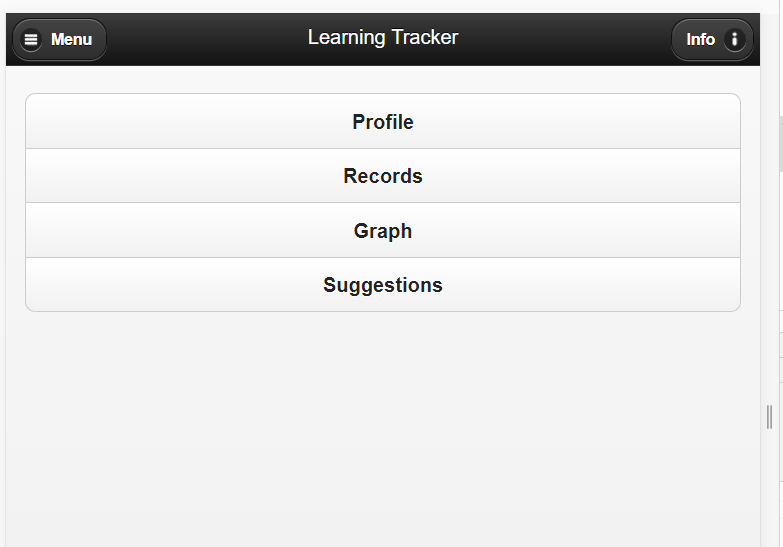 Menu
Learning Tracker
Info
Profile
Records
Graph
Suggestions